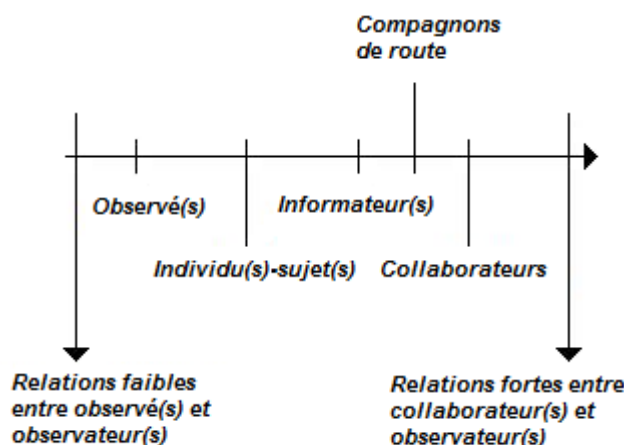 Compagnons
de route
Observé(s)
Informateur(s)
Individu(s)-sujet(s)
Collaborateurs
Relations faibles
entre observé(s) et
observateur(s)
Relations fortes entre
collaborateur(s) et
observateur(s)